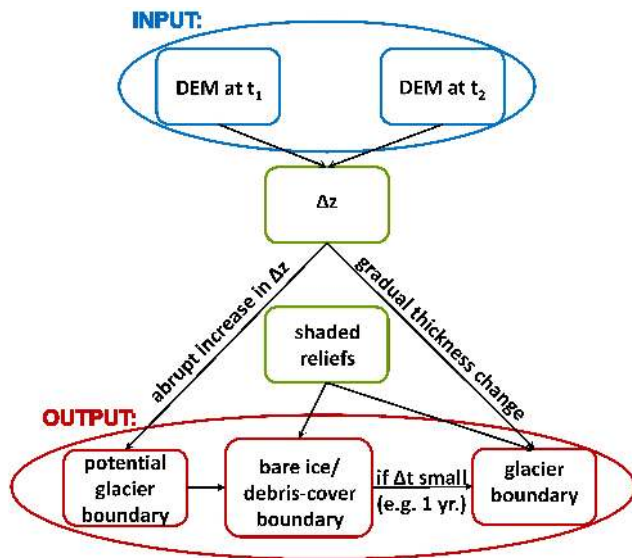 INPUT:
DEM at t₁
DEM at t₂
Δz
abrupt increase in Δz
gradual thickness change
shaded
reliefs
OUTPUT:
potential
glacier
boundary
bare ice/
debris-cover
boundary
if Δt small
(e.g. 1 yr.)
glacier
boundary